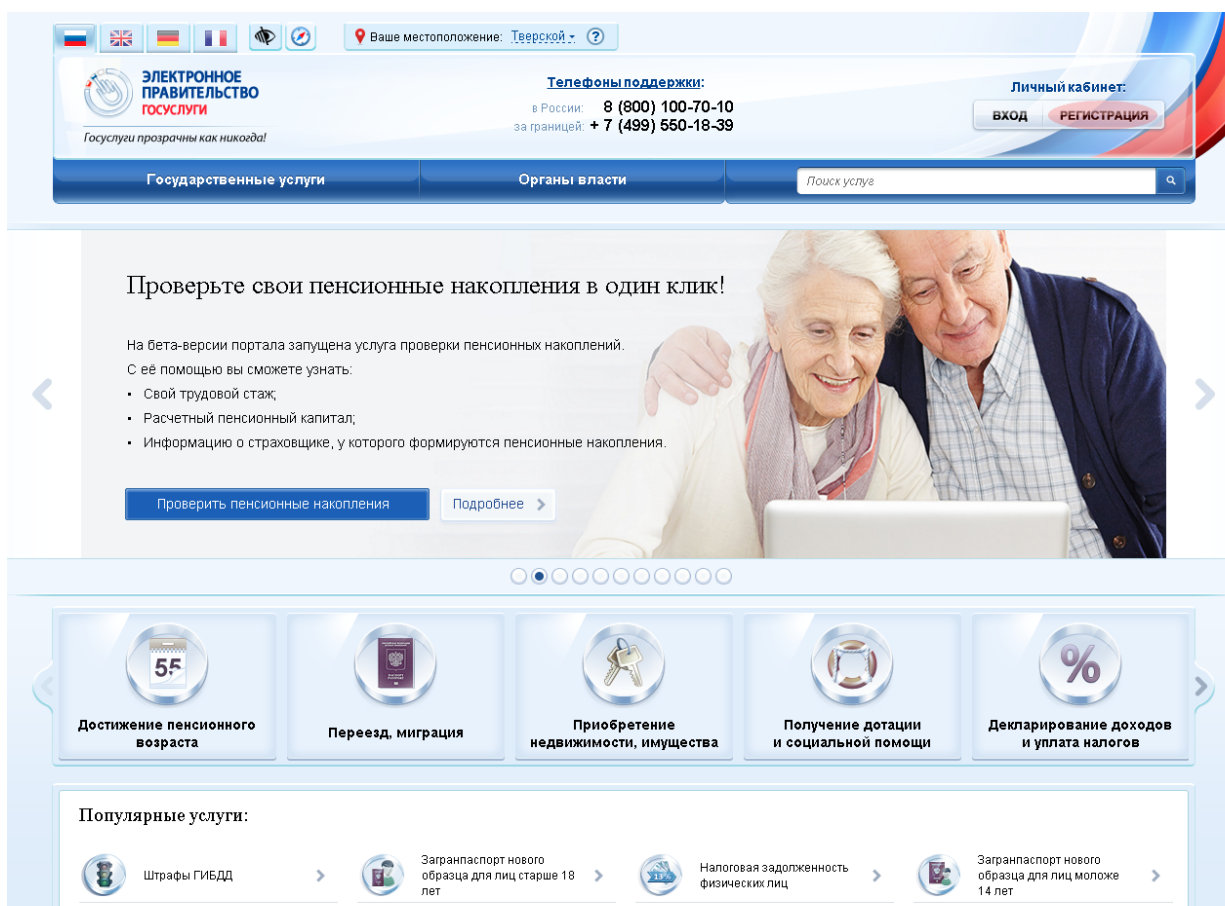 Ваше местоположение: Тверской ?
ЭЛЕКТРОННОЕ
ПРАВИТЕЛЬСТВО
ГОСУСЛУГИ
Госуслуги прозрачны как никогда!
Телефоны поддержки:
в России: 8 (800) 100-70-10
за границей: + 7 (499) 550-18-39
Личный кабинет:
ВХОД РЕГИСТРАЦИЯ
Государственные услуги
Органы власти
Поиск услуг
Проверьте свои пенсионные накопления в один клик!
На бета-версии портала запущена услуга проверки пенсионных накоплений.
С её помощью вы сможете узнать:
• Свой трудовой стаж;
• Расчетный пенсионный капитал;
• Информацию о страховщике, у которого формируются пенсионные накопления.
Проверить пенсионные накопления
Подробнее
55
Достижение пенсионного
возраста
Переезд, миграция
Приобретение
недвижимости, имущества
Получение дотации
и социальной помощи
%
Декларирование доходов
и уплата налогов
Популярные услуги:
Штрафы ГИБДД
Загранпаспорт нового
образца для лиц старше 18
лет
13%
Налоговая задолженность
физических лиц
Загранпаспорт нового
образца для лиц моложе
14 лет